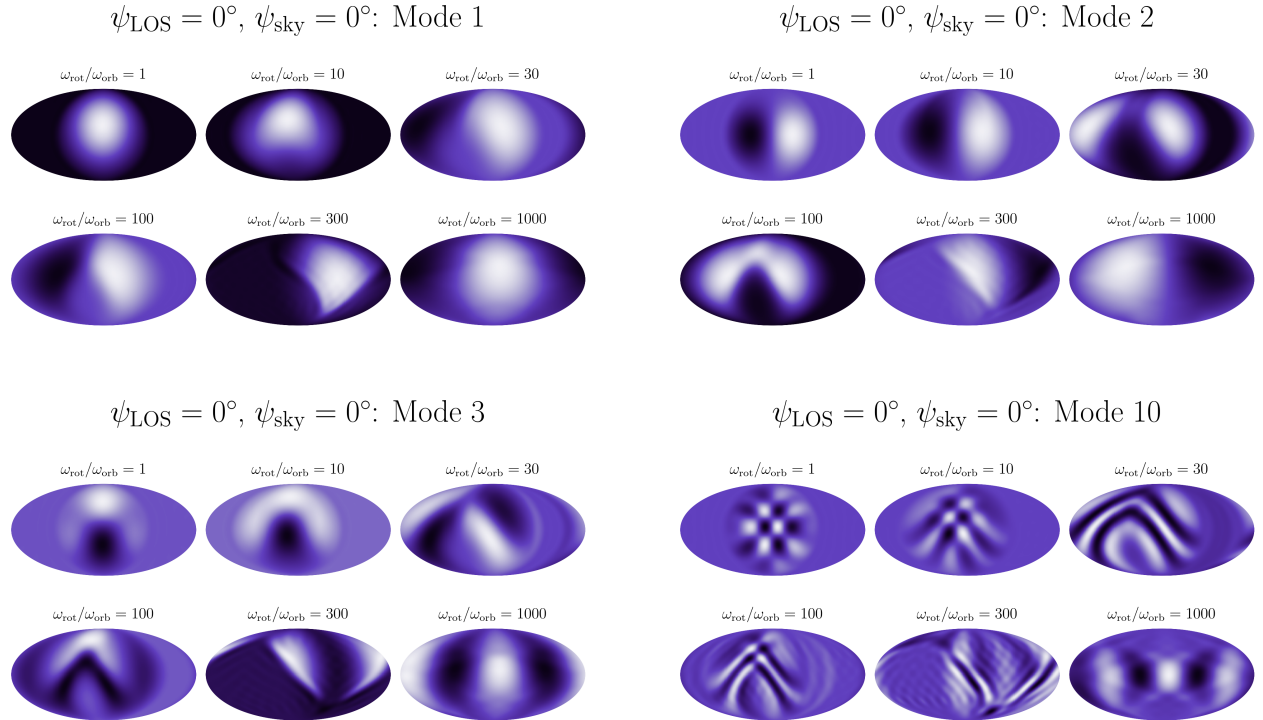 ψ_LOS = 0°, ψ_sky = 0°: Mode 1
ω_rot/ω_orb = 1
ω_rot/ω_orb = 10
ω_rot/ω_orb = 30
ω_rot/ω_orb = 100
ω_rot/ω_orb = 300
ω_rot/ω_orb = 1000
ψ_LOS = 0°, ψ_sky = 0°: Mode 2
ω_rot/ω_orb = 1
ω_rot/ω_orb = 10
ω_rot/ω_orb = 30
ω_rot/ω_orb = 100
ω_rot/ω_orb = 300
ω_rot/ω_orb = 1000
ψ_LOS = 0°, ψ_sky = 0°: Mode 3
ω_rot/ω_orb = 1
ω_rot/ω_orb = 10
ω_rot/ω_orb = 30
ω_rot/ω_orb = 100
ω_rot/ω_orb = 300
ω_rot/ω_orb = 1000
ψ_LOS = 0°, ψ_sky = 0°: Mode 10
ω_rot/ω_orb = 1
ω_rot/ω_orb = 10
ω_rot/ω_orb = 30
ω_rot/ω_orb = 100
ω_rot/ω_orb = 300
ω_rot/ω_orb = 1000